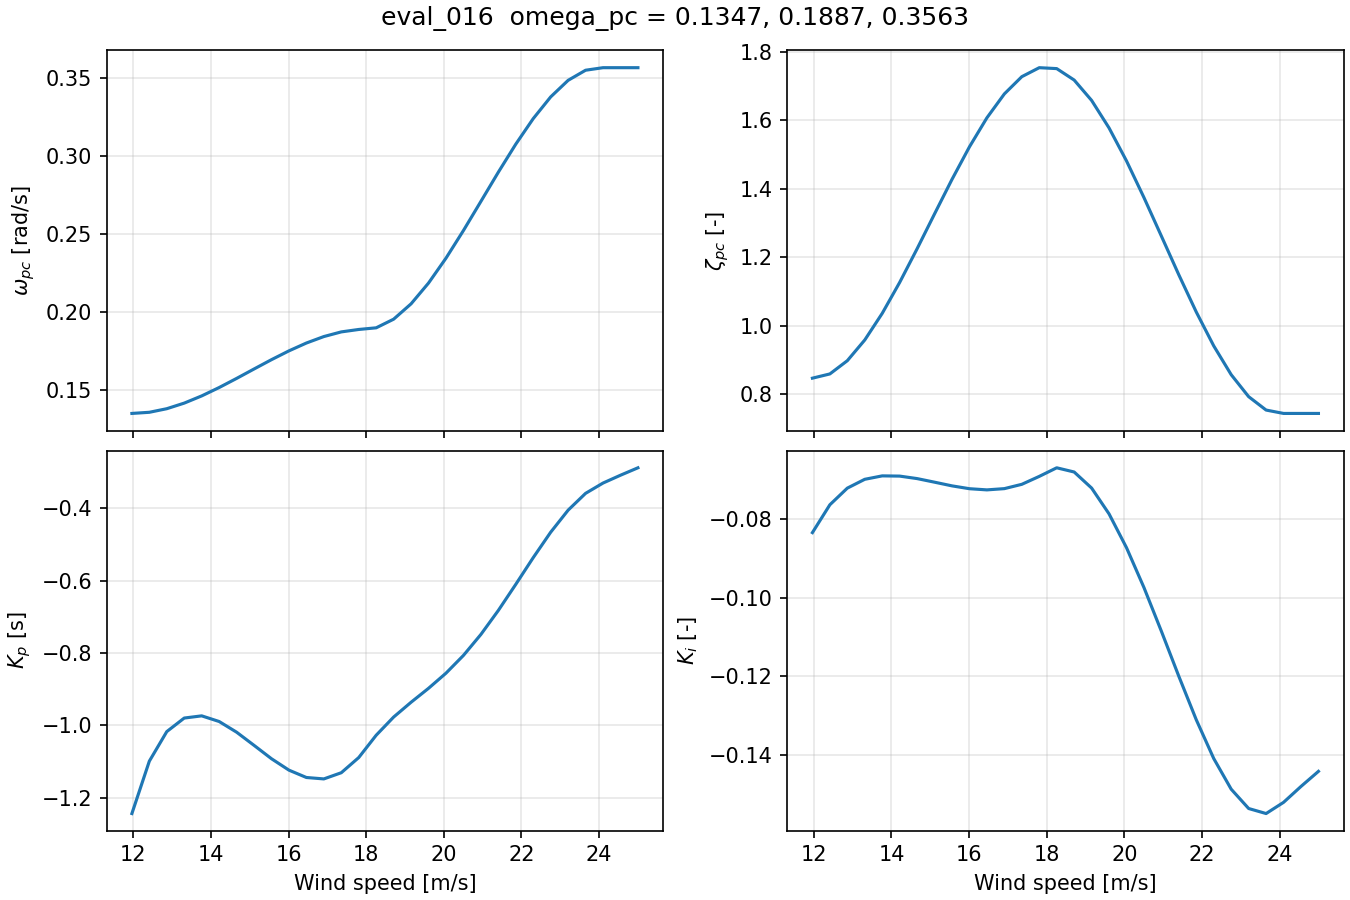 eval_016  omega_pc = 0.1347, 0.1887, 0.3563
ω_pc [rad/s]
0.35
0.30
0.25
0.20
0.15
ζ_pc [-]
1.8
1.6
1.4
1.2
1.0
0.8
K_p [s]
−0.4
−0.6
−0.8
−1.0
−1.2
12 14 16 18 20 22 24
Wind speed [m/s]
K_i [-]
−0.08
−0.10
−0.12
−0.14
12 14 16 18 20 22 24
Wind speed [m/s]